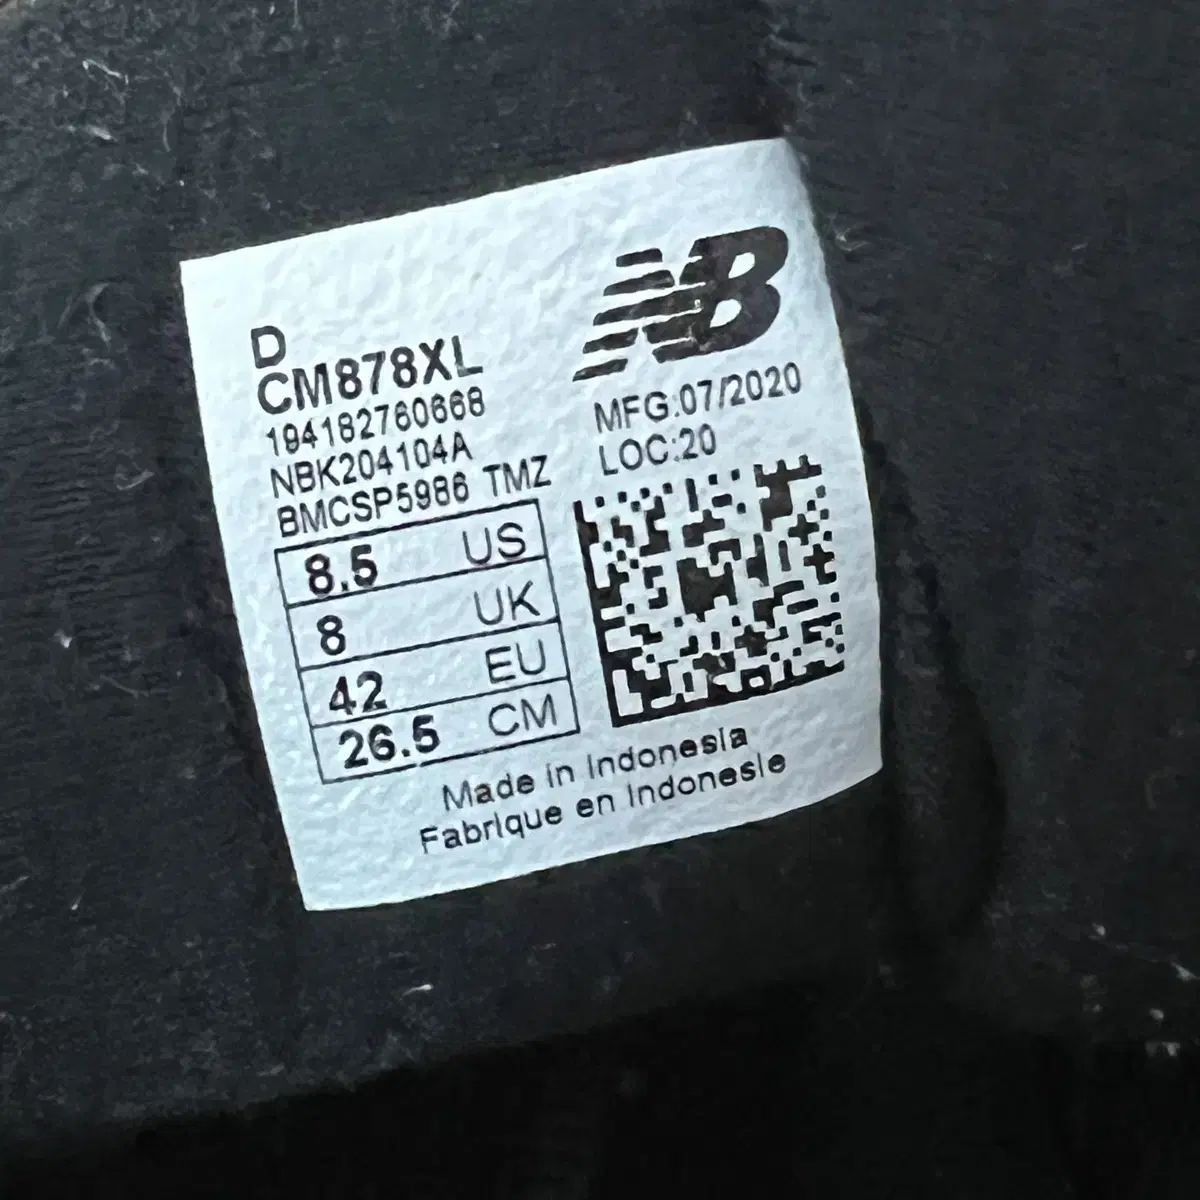 NB
D
CM878XL
194182760668
NBK204104A
BMCSP5986 TMZ
MFG:07/2020
LOC:20
8.5 US
8 UK
42 EU
26.5 CM
Made in Indonesia
Fabrique en Indonesie